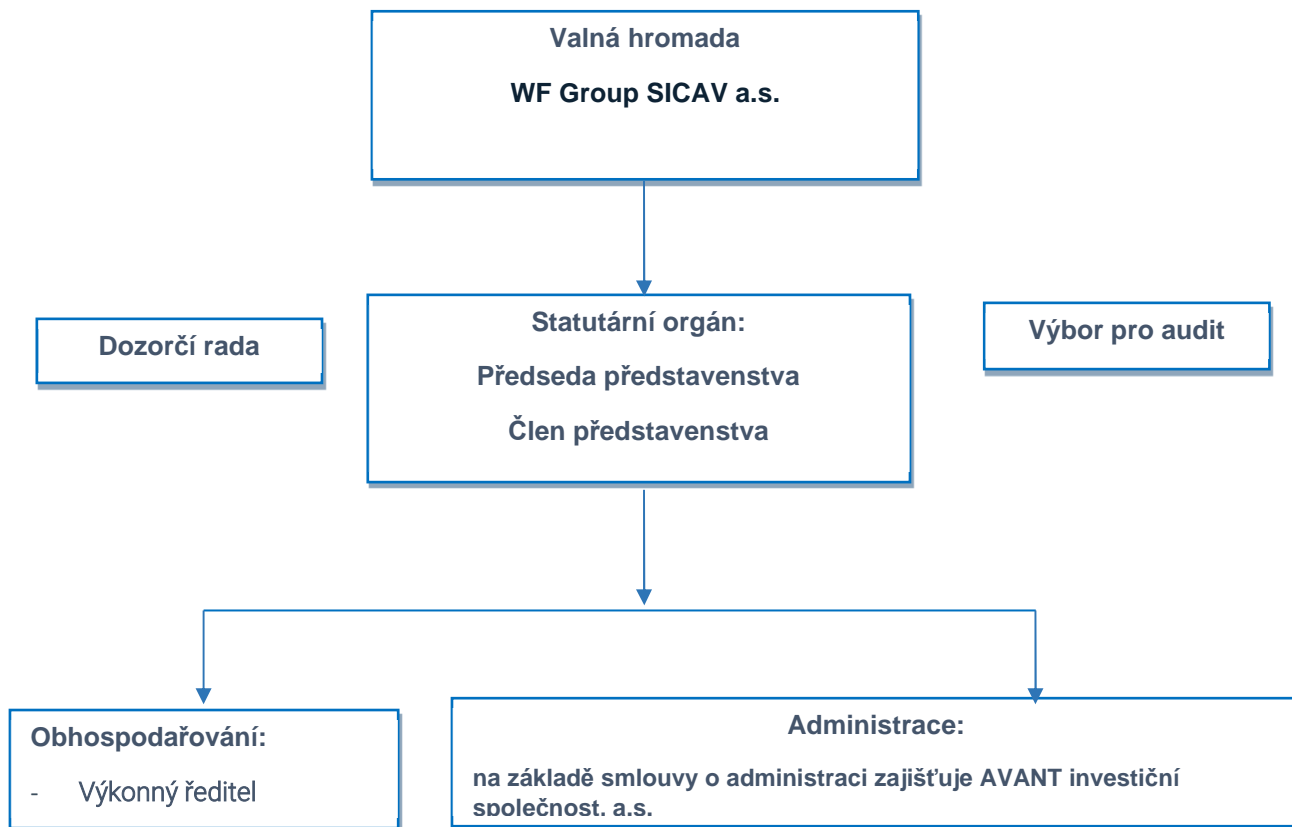 Valná hromada
WF Group SICAV a.s.
Dozorčí rada
Statutární orgán:
Předseda představenstva
Člen představenstva
Výbor pro audit
Obhospodařování:
- Výkonný ředitel
Administrace:
na základě smlouvy o administraci zajišťuje AVANT investiční
společnost, a.s.